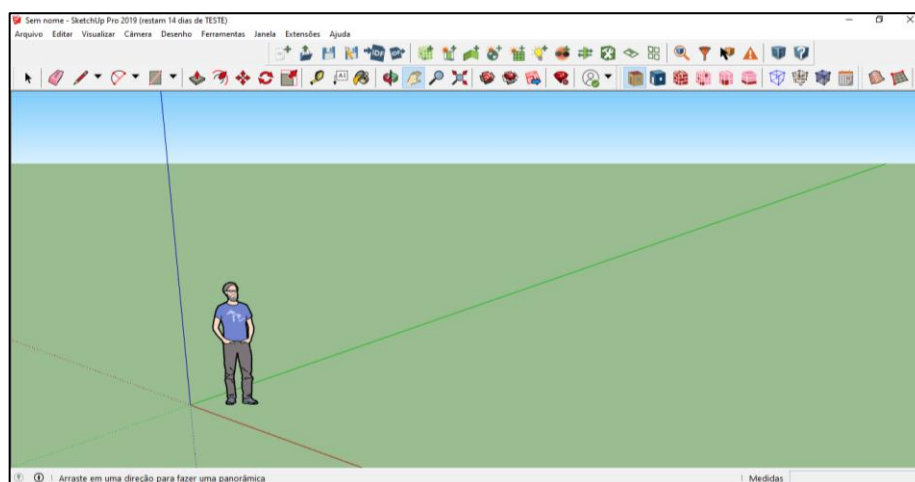 Sem nome - SketchUp Pro 2019 (restam 14 dias de TESTE)
Arquivo Editar Visualizar Câmera Desenho Ferramentas Janela Extensões Ajuda
Arraste em uma direção para fazer uma panorâmica
Medidas